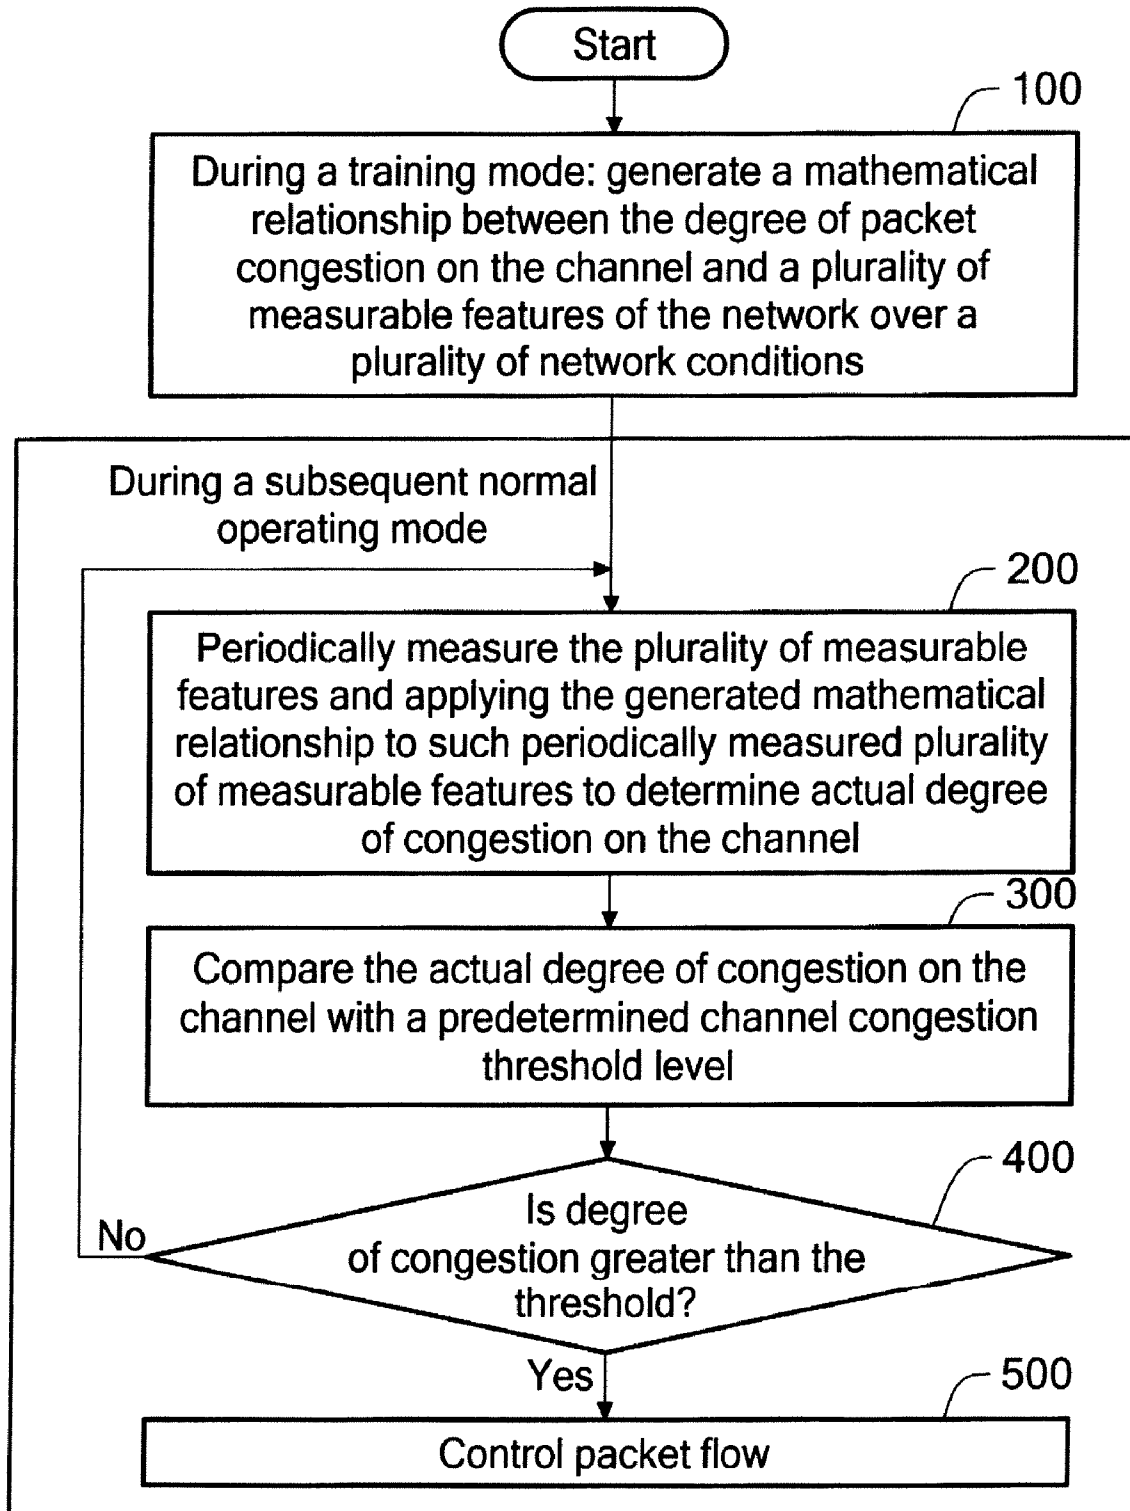 Start
100
During a training mode: generate a mathematical
relationship between the degree of packet
congestion on the channel and a plurality of
measurable features of the network over a
plurality of network conditions
During a subsequent normal
operating mode
200
Periodically measure the plurality of measurable
features and applying the generated mathematical
relationship to such periodically measured plurality
of measurable features to determine actual degree
of congestion on the channel
300
Compare the actual degree of congestion on the
channel with a predetermined channel congestion
threshold level
400
Is degree
of congestion greater than the
threshold?
No
Yes
500
Control packet flow